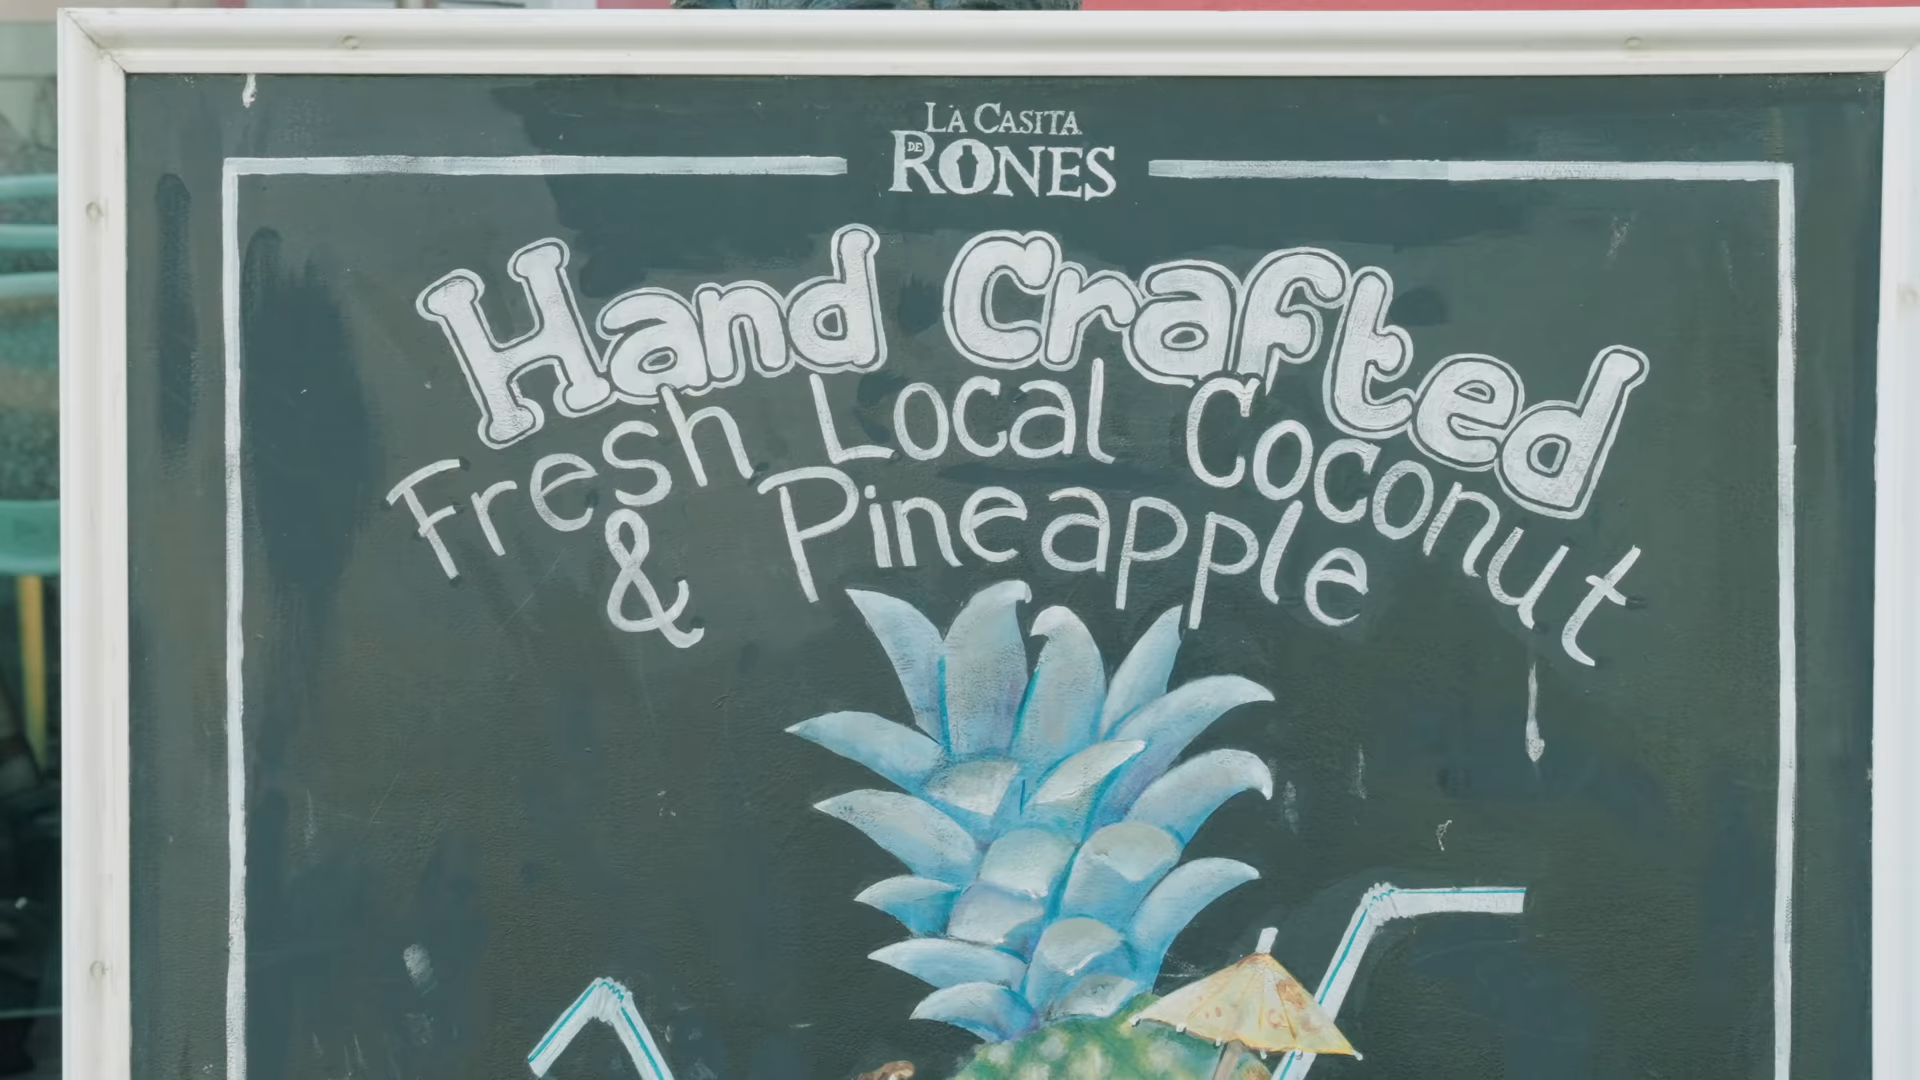 LA CASITA
DE RONES
Hand Crafted
Fresh Local Coconut
& Pineapple